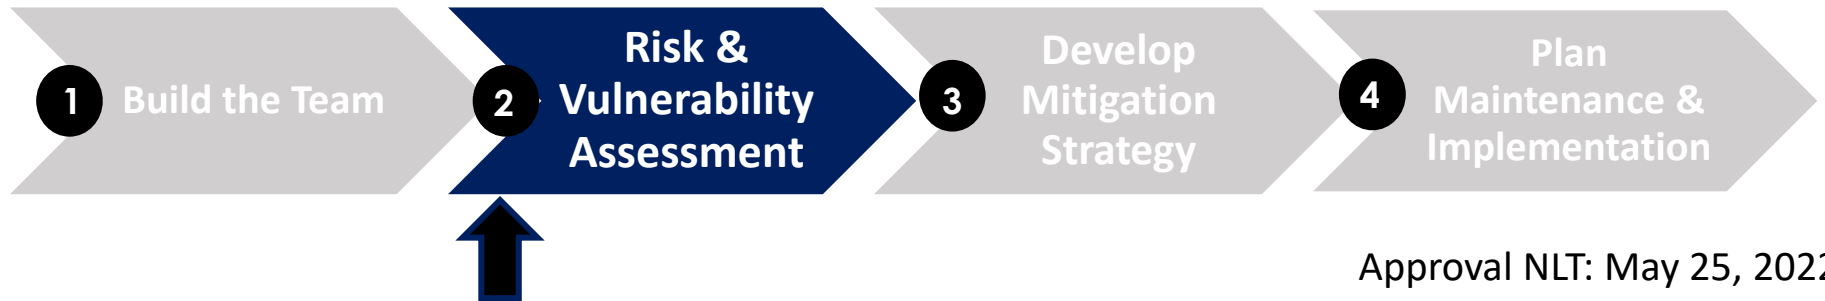 1
Build the Team
2
Risk &
Vulnerability
Assessment
3
Develop
Mitigation
Strategy
4
Plan
Maintenance &
Implementation
Approval NLT: May 25, 2022